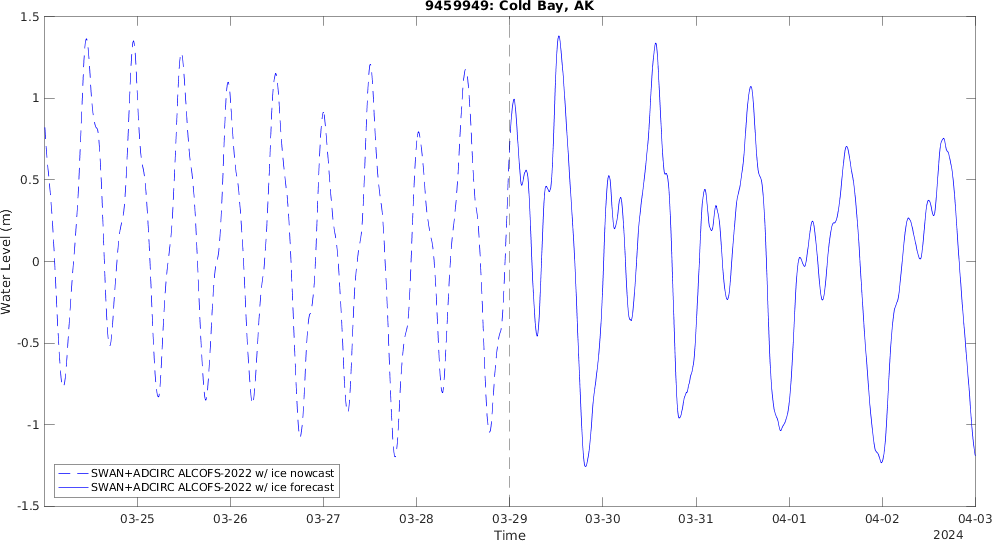 9459949: Cold Bay, AK
1.5
1
0.5
0
-0.5
-1
-1.5
Water Level (m)
SWAN+ADCIRC ALCOFS-2022 w/ ice nowcast
SWAN+ADCIRC ALCOFS-2022 w/ ice forecast
03-25 03-26 03-27 03-28 03-29 03-30 03-31 04-01 04-02 04-03
Time
2024